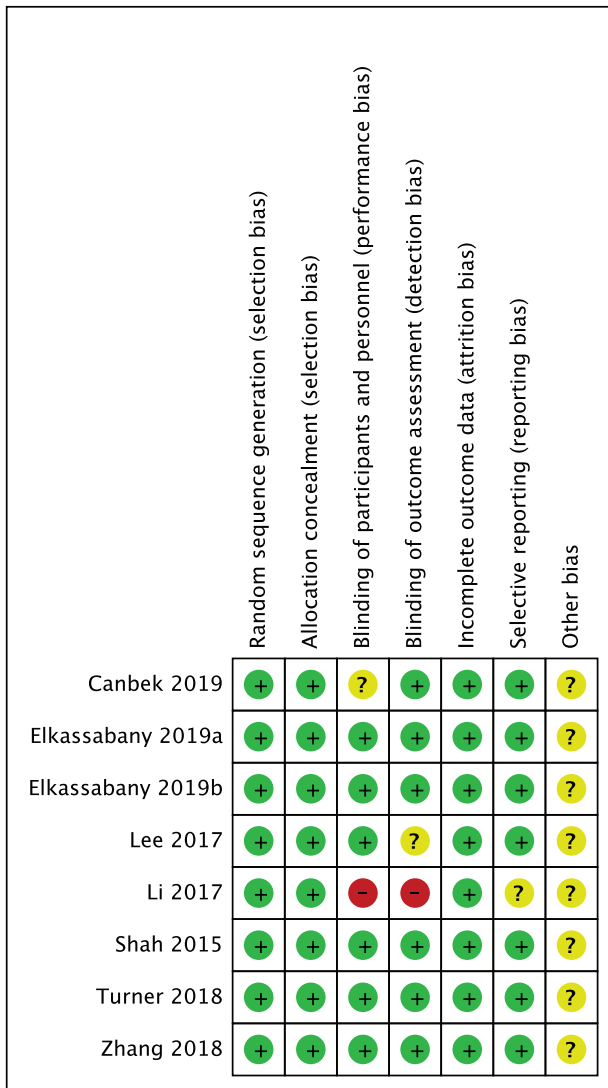 Random sequence generation (selection bias)
Allocation concealment (selection bias)
Blinding of participants and personnel (performance bias)
Blinding of outcome assessment (detection bias)
Incomplete outcome data (attrition bias)
Selective reporting (reporting bias)
Other bias
Canbek 2019 + + ? + + + ?
Elkassabany 2019a + + + + + + ?
Elkassabany 2019b + + + + + + ?
Lee 2017 + + + ? + + ?
Li 2017 + + – – + ? ?
Shah 2015 + + + + + + ?
Turner 2018 + + + + + + ?
Zhang 2018 + + + + + + ?